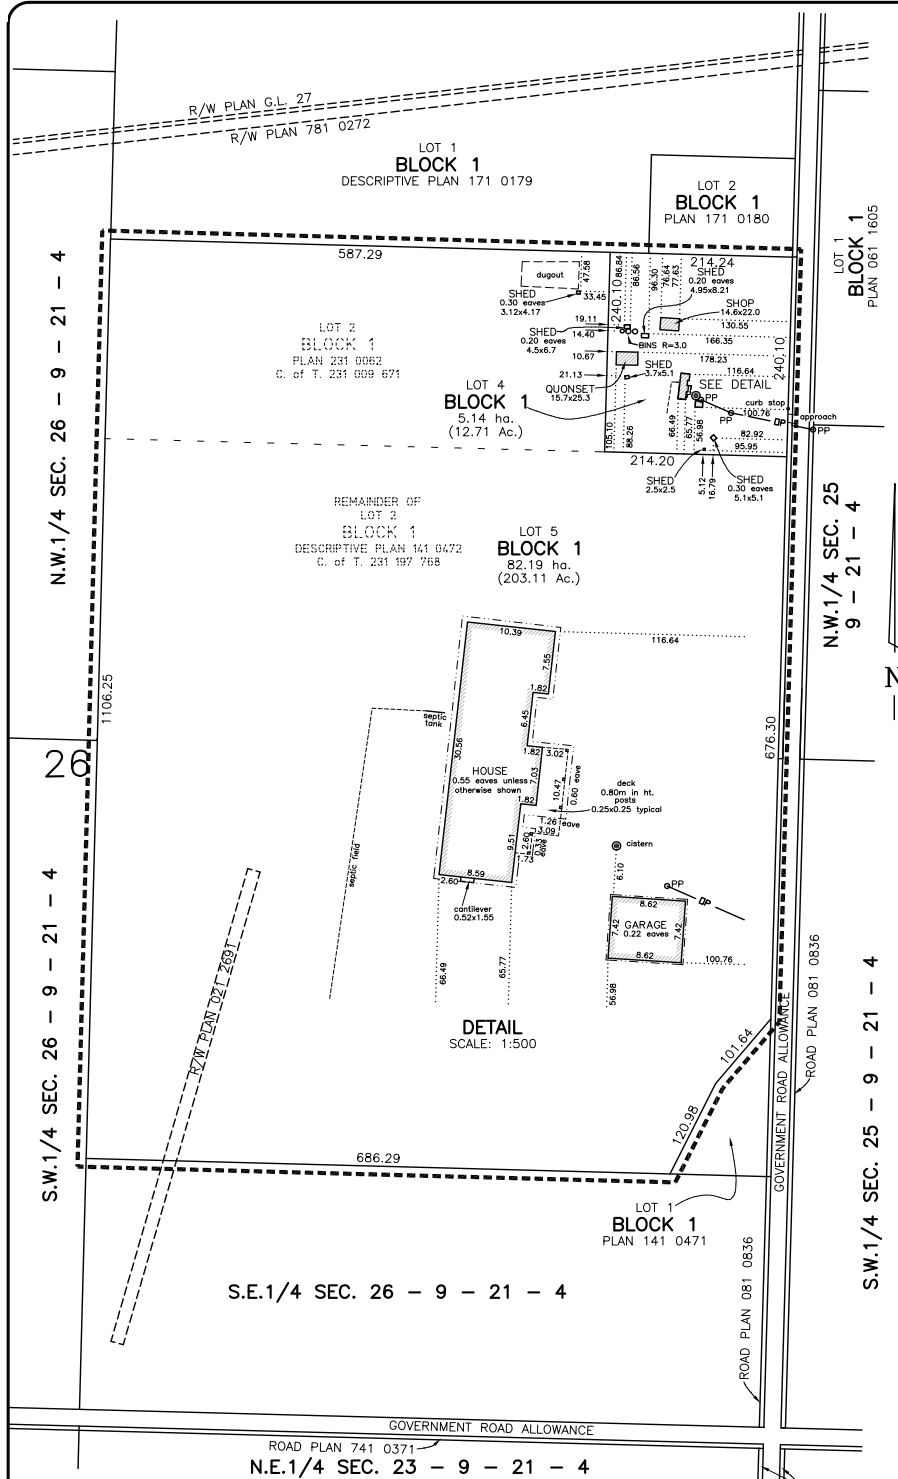 R/W PLAN G.L. 27
R/W PLAN 781 0272
LOT 1
BLOCK 1
DESCRIPTIVE PLAN 171 0179
LOT 2
BLOCK 1
PLAN 171 0180
LOT 1
BLOCK 1
PLAN 061 1605
587.29
214.24
dugout
47.58
33.45
SHED
0.30 eaves
3.12x4.17
240.10
86.84
86.56
96.30
76.64
77.63
SHED
0.20 eaves
4.95x8.21
SHOP
14.6x22.0
130.55
19.11
14.40
SHED
0.20 eaves
4.5x6.7
BINS R=3.0
166.35
10.67
178.23
240.10
21.13
SHED
3.7x5.1
116.64
QUONSET
15.7x25.3
SEE DETAIL
LOT 2
BLOCK 1
PLAN 231 0062
C. of T. 231 009 671
LOT 4
BLOCK 1
5.14 ha.
(12.71 Ac.)
PP
curb stop
100.76
approach
PP
DP
PP
105.10
88.26
66.49
65.77
56.98
82.92
95.95
214.20
SHED
2.5x2.5
5.12
16.79
SHED
0.30 eaves
5.1x5.1
N.W.1/4 SEC. 26 - 9 - 21 - 4
N.W.1/4 SEC. 25
9 - 21 - 4
REMAINDER OF
LOT 2
BLOCK 1
DESCRIPTIVE PLAN 141 0472
C. of T. 231 197 768
LOT 5
BLOCK 1
82.19 ha.
(203.11 Ac.)
N
1106.25
676.30
26
10.39
116.64
7.55
1.82
6.45
septic
tank
30.56
1.82
3.02
HOUSE
0.55 eaves unless
otherwise shown
7.03
10.47
0.60 eave
deck
0.80m in ht.
posts
0.25x0.25 typical
1.82
1.26 eave
3.09
9.51
2.60
0.31
eave
1.73
cistern
septic field
8.59
2.60
6.10
cantilever
0.52x1.55
PP
DP
8.62
GARAGE
0.22 eaves
7.42
7.42
8.62
100.76
66.49
65.77
56.98
DETAIL
SCALE: 1:500
S.W.1/4 SEC. 26 - 9 - 21 - 4
R/W PLAN 021 2691
101.64
120.98
GOVERNMENT ROAD ALLOWANCE
ROAD PLAN 081 0836
S.W.1/4 SEC. 25 - 9 - 21 - 4
686.29
LOT 1
BLOCK 1
PLAN 141 0471
S.E.1/4 SEC. 26 - 9 - 21 - 4
ROAD PLAN 081 0836
GOVERNMENT ROAD ALLOWANCE
ROAD PLAN 741 0371
N.E.1/4 SEC. 23 - 9 - 21 - 4